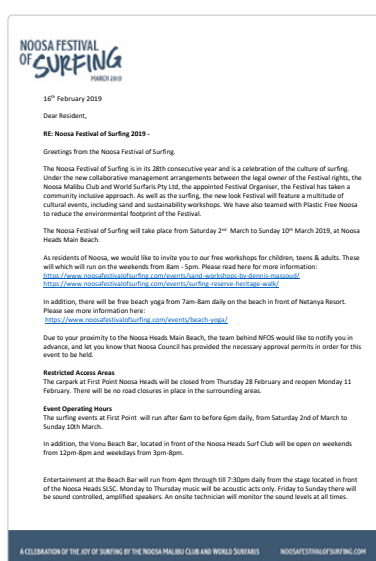 NOOSA FESTIVAL
OF SURFING
MARCH 2019
16th February 2019
Dear Resident,
RE: Noosa Festival of Surfing 2019 -
Greetings from the Noosa Festival of Surfing.
The Noosa Festival of Surfing is in its 28th consecutive year and is a celebration of the culture of surfing.
Under the new collaborative management arrangements between the legal owner of the Festival rights, the
Noosa Malibu Club and World Surfaris Pty Ltd, the appointed Festival Organiser, the Festival has taken a
community inclusive approach. As well as the surfing, the new look Festival will feature a multitude of
cultural events, including sand and sustainability workshops. We have also teamed with Plastic Free Noosa
to reduce the environmental footprint of the Festival.
The Noosa Festival of Surfing will take place from Saturday 2nd March to Sunday 10th March 2019, at Noosa
Heads Main Beach.
As residents of Noosa, we would like to invite you to our free workshops for children, teens & adults. These
will which will run on the weekends from 8am - 5pm. Please read here for more information:
https://www.noosafestivalofsurfing.com/events/sand-workshops-by-dennis-massoud/
https://www.noosafestivalofsurfing.com/events/surfing-reserve-heritage-walk/
In addition, there will be free beach yoga from 7am-8am daily on the beach in front of Netanya Resort.
Please see more information here:
https://www.noosafestivalofsurfing.com/events/beach-yoga/
Due to your proximity to the Noosa Heads Main Beach, the team behind NFOS would like to notify you in
advance, and let you know that Noosa Council has provided the necessary approval permits in order for this
event to be held.
Restricted Access Areas
The carpark at First Point Noosa Heads will be closed from Thursday 28 February and reopen Monday 11
February. There will be no road closures in place in the surrounding areas.
Event Operating Hours
The surfing events at First Point will run after 6am to before 6pm daily, from Saturday 2nd of March to
Sunday 10th March.
In addition, the Vonu Beach Bar, located in front of the Noosa Heads Surf Club will be open on weekends
from 12pm-8pm and weekdays from 3pm-8pm.
Entertainment at the Beach Bar will run from 4pm through till 7:30pm daily from the stage located in front
of the Noosa Heads SLSC. Monday to Thursday music will be acoustic acts only. Friday to Sunday there will
be sound controlled, amplified speakers. An onsite technician will monitor the sound levels at all times.
A CELEBRATION OF THE JOY OF SURFING BY THE NOOSA MALIBU CLUB AND WORLD SURFARIS NOOSAFESTIVALOFSURFING.COM